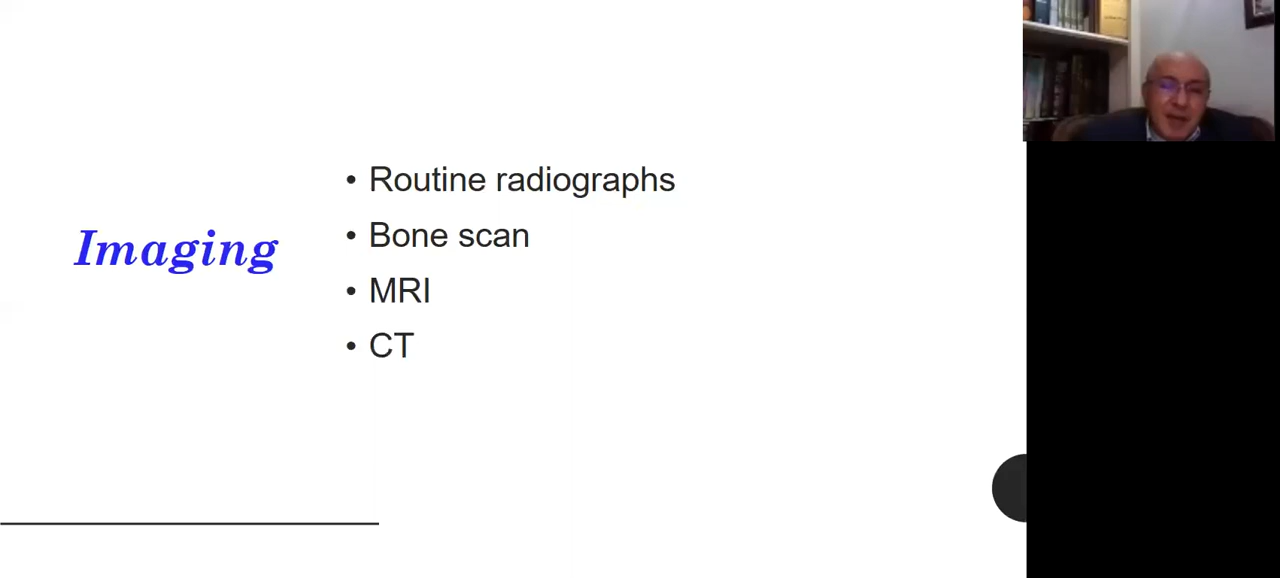 Imaging
• Routine radiographs
• Bone scan
• MRI
• CT